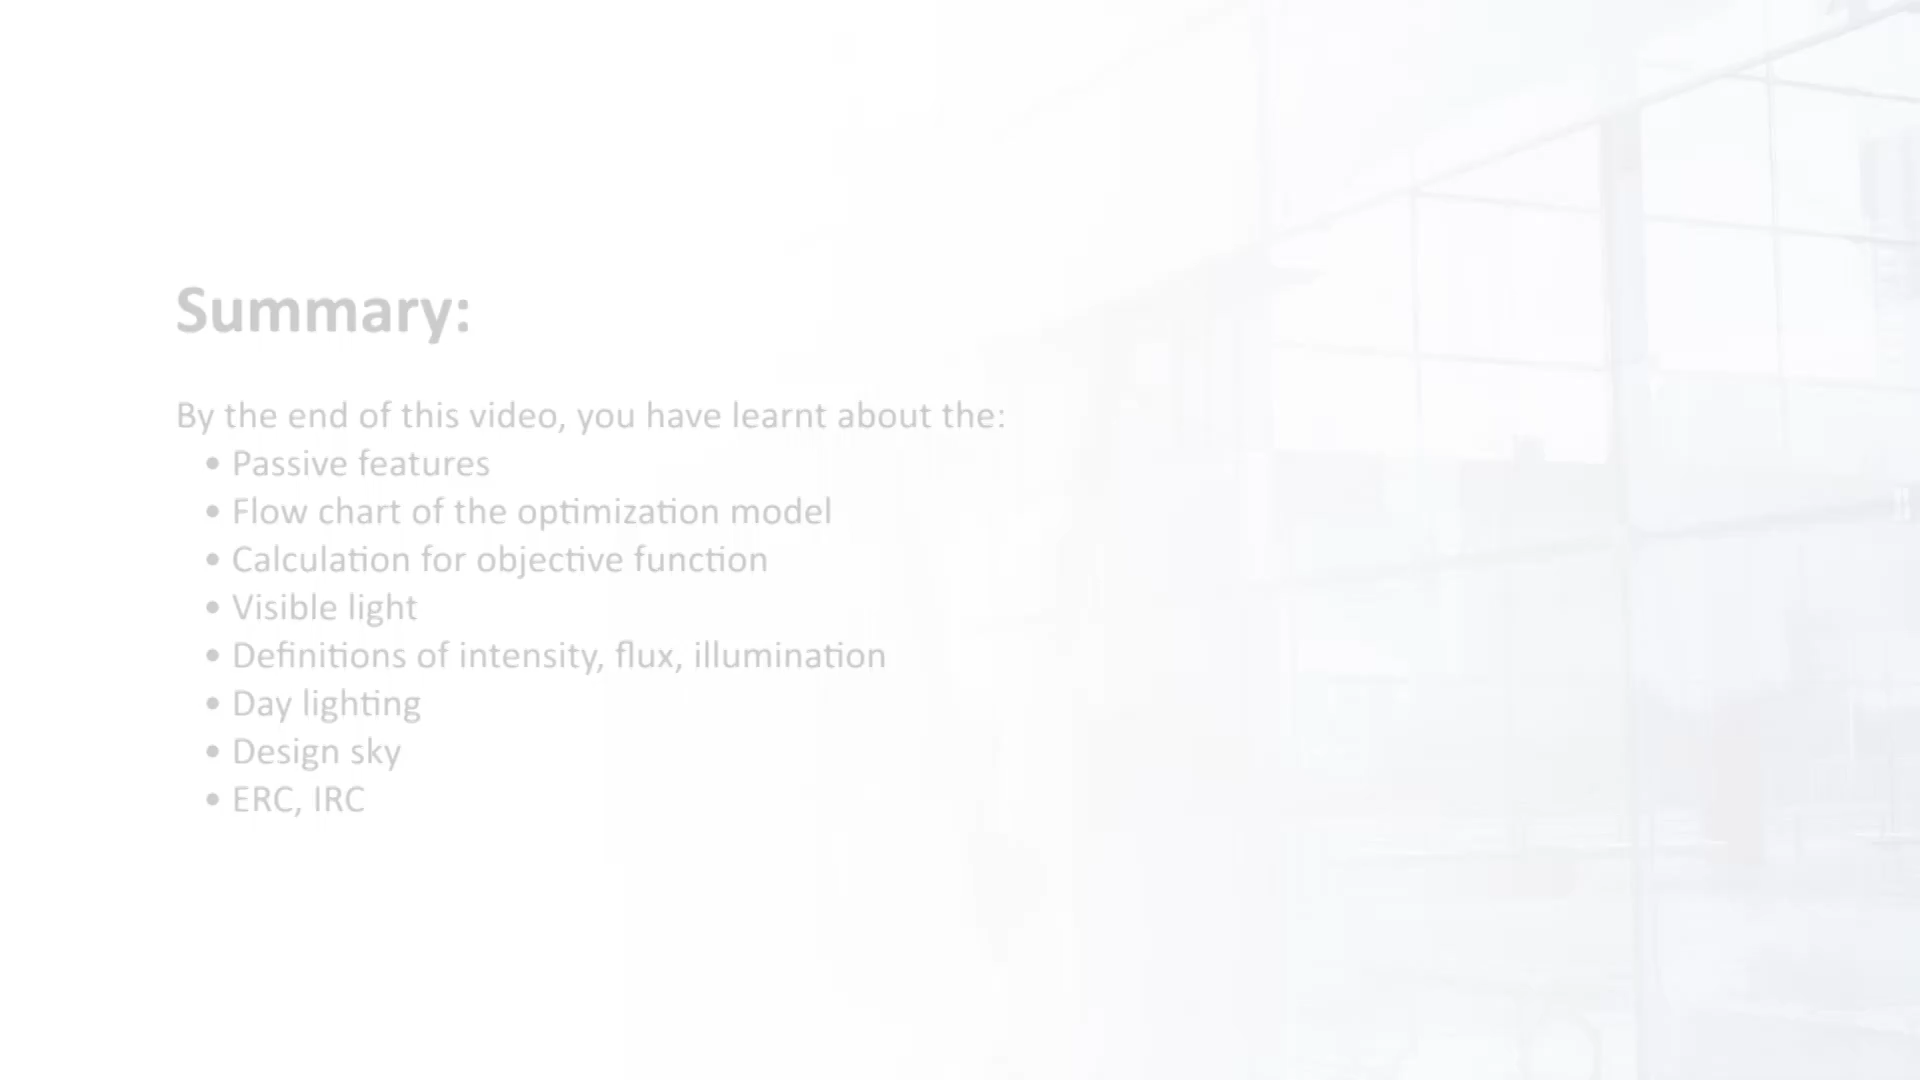 Summary:
By the end of this video, you have learnt about the:
• Passive features
• Flow chart of the optimization model
• Calculation for objective function
• Visible light
• Definitions of intensity, flux, illumination
• Day lighting
• Design sky
• ERC, IRC